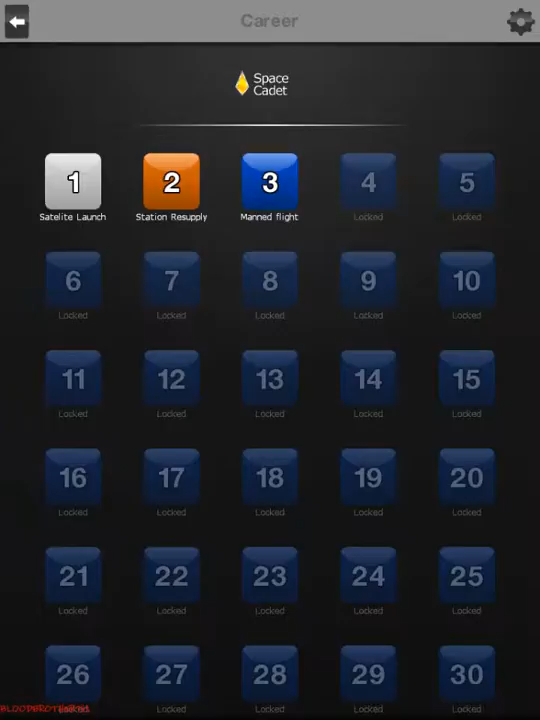 Career
Space
Cadet
1 2 3 4 5
Satelite Launch Station Resupply Manned flight Locked Locked
6 7 8 9 10
Locked Locked Locked Locked Locked
11 12 13 14 15
Locked Locked Locked Locked Locked
16 17 18 19 20
Locked Locked Locked Locked Locked
21 22 23 24 25
Locked Locked Locked Locked Locked
26 27 28 29 30
Locked Locked Locked Locked Locked